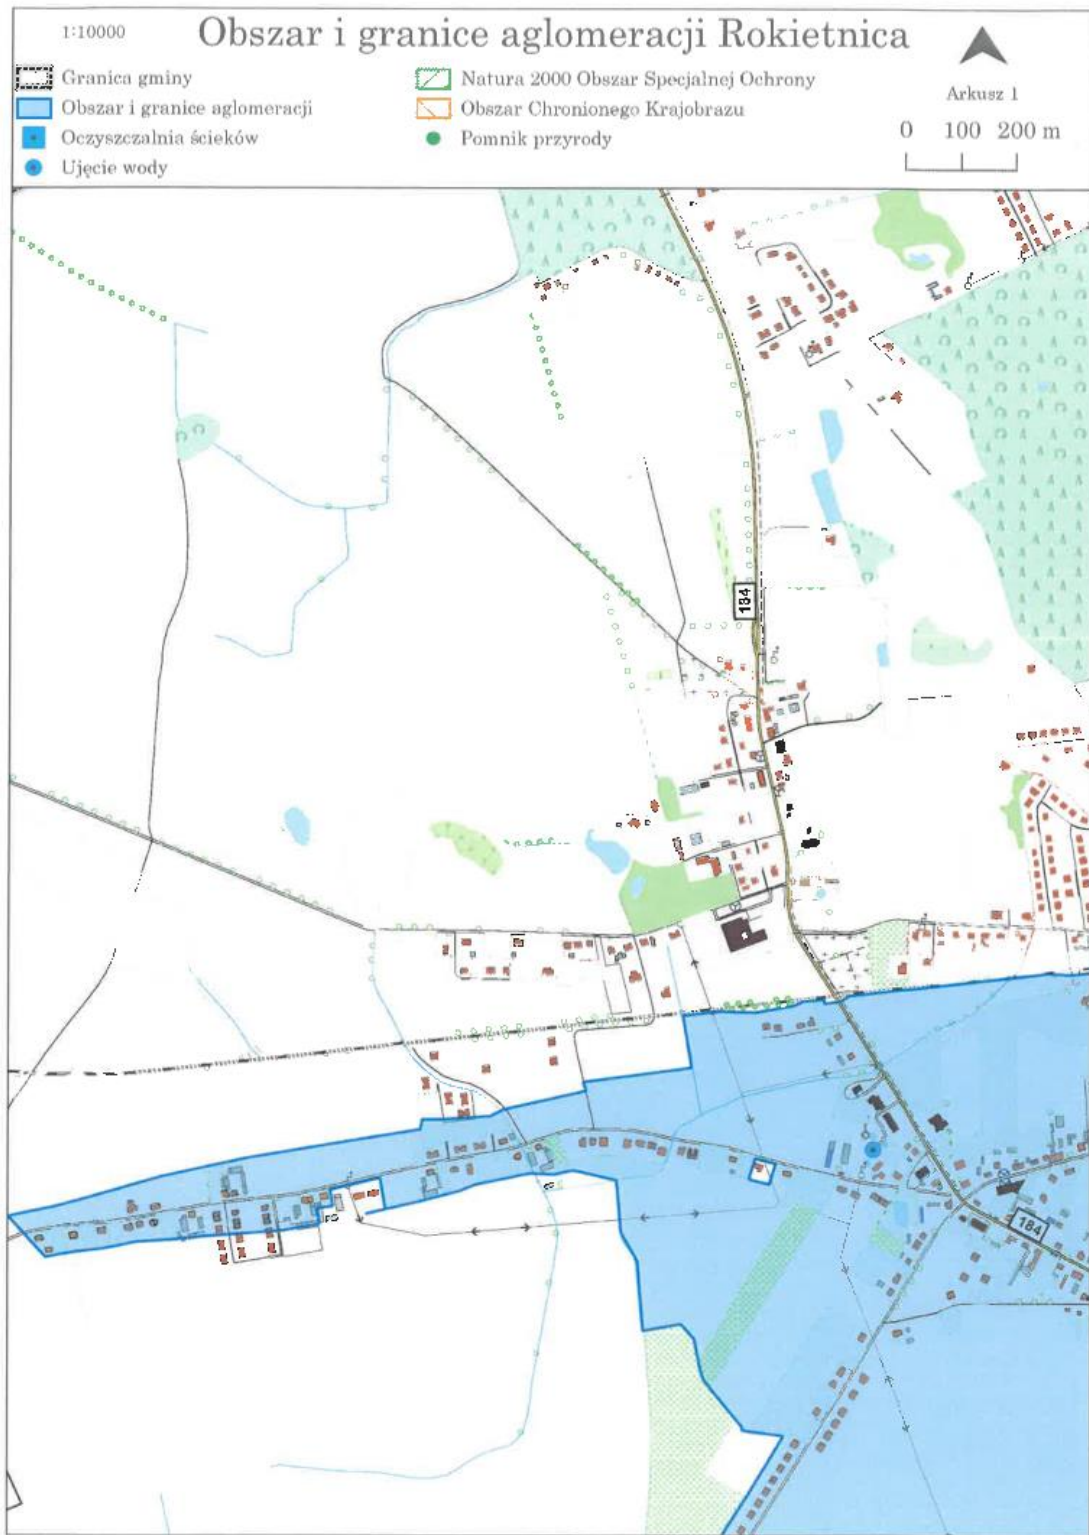 1:10000
Obszar i granice aglomeracji Rokietnica
Granica gminy
Obszar i granice aglomeracji
Oczyszczalnia ścieków
Ujęcie wody
Natura 2000 Obszar Specjalnej Ochrony
Obszar Chronionego Krajobrazu
Pomnik przyrody
Arkusz 1
0 100 200 m
184
184